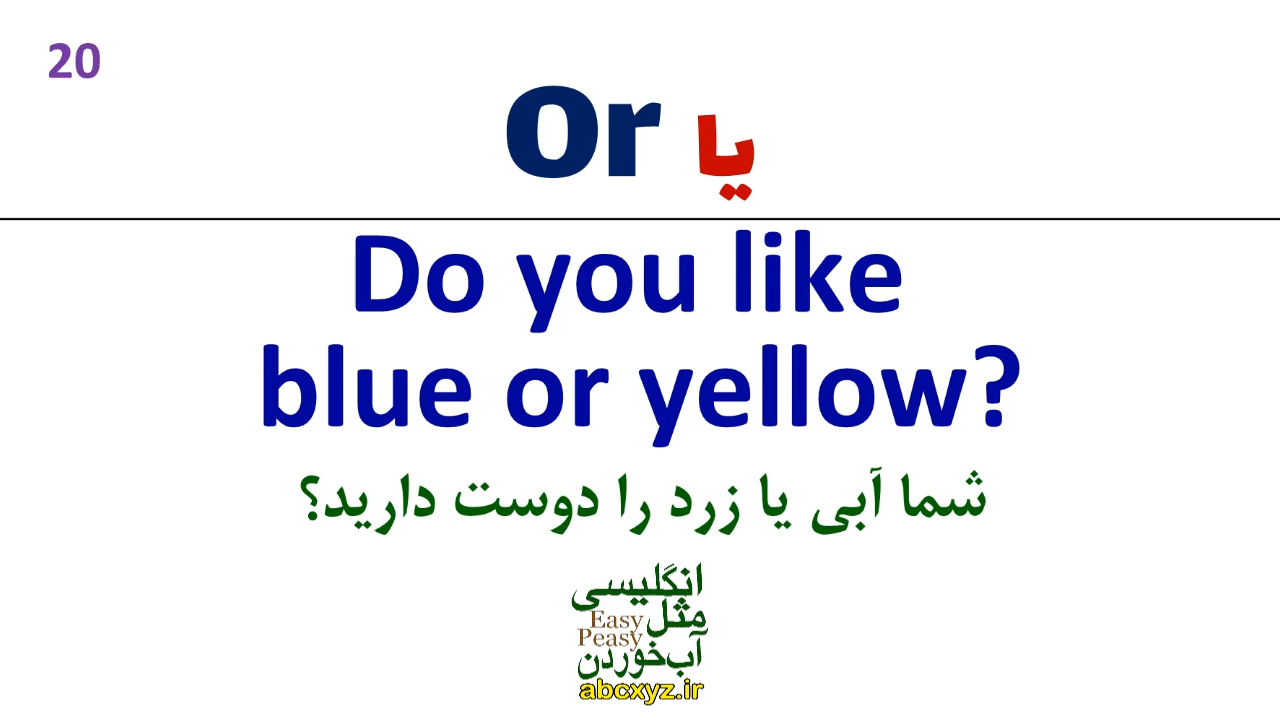 20
Or یا
Do you like
blue or yellow?
شما آبی یا زرد را دوست دارید؟
انگلیسی
مثل
Easy
Peasy
آب‌خوردن
abcxyz.ir